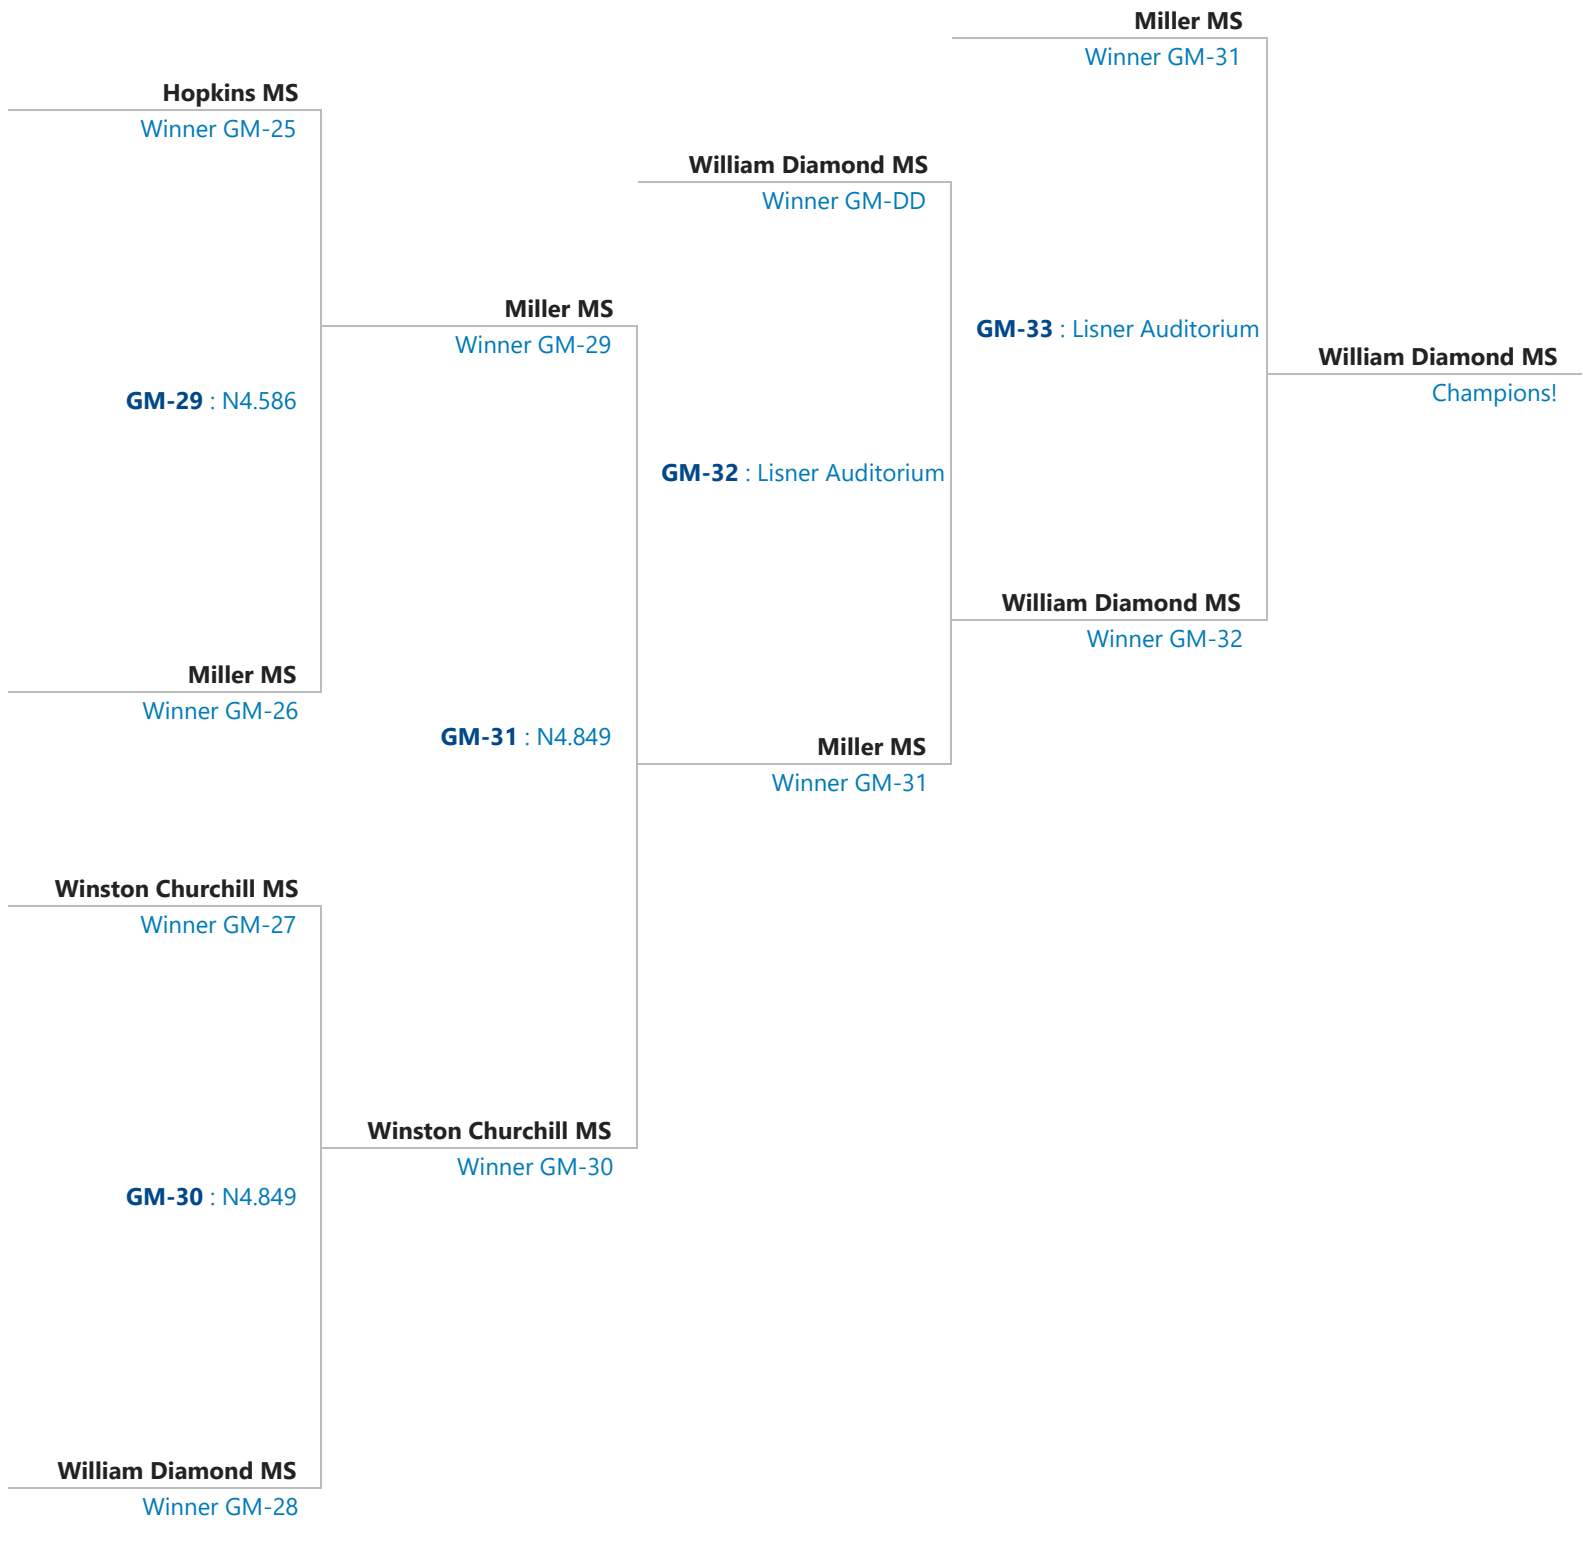 Miller MS
Winner GM-31
Hopkins MS
Winner GM-25
William Diamond MS
Winner GM-DD
Miller MS
Winner GM-29
GM-33 : Lisner Auditorium
William Diamond MS
Champions!
GM-29 : N4.586
GM-32 : Lisner Auditorium
William Diamond MS
Winner GM-32
Miller MS
Winner GM-26
GM-31 : N4.849
Miller MS
Winner GM-31
Winston Churchill MS
Winner GM-27
Winston Churchill MS
Winner GM-30
GM-30 : N4.849
William Diamond MS
Winner GM-28